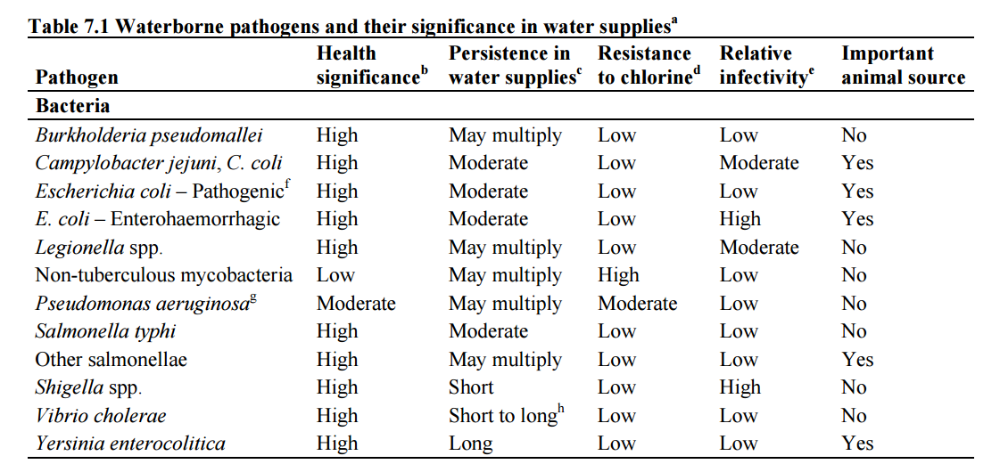 Table 7.1 Waterborne pathogens and their significance in water suppliesᵃ
Health Persistence in Resistance Relative Important
Pathogen significanceᵇ water suppliesᶜ to chlorineᵈ infectivityᵉ animal source
Bacteria
Burkholderia pseudomallei High May multiply Low Low No
Campylobacter jejuni, C. coli High Moderate Low Moderate Yes
Escherichia coli – Pathogenicᶠ High Moderate Low Low Yes
E. coli – Enterohaemorrhagic High Moderate Low High Yes
Legionella spp. High May multiply Low Moderate No
Non-tuberculous mycobacteria Low May multiply High Low No
Pseudomonas aeruginosaᵍ Moderate May multiply Moderate Low No
Salmonella typhi High Moderate Low Low No
Other salmonellae High May multiply Low Low Yes
Shigella spp. High Short Low High No
Vibrio cholerae High Short to longʰ Low Low No
Yersinia enterocolitica High Long Low Low Yes